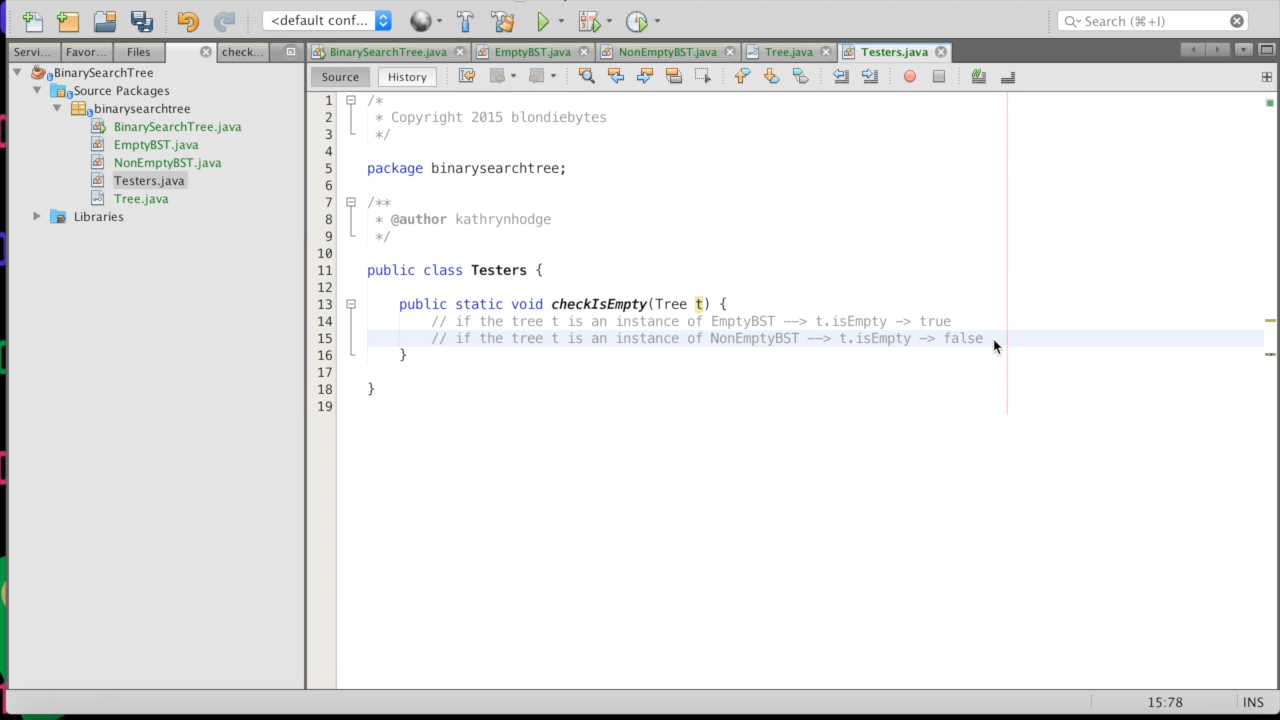 <default conf...
Search (⌘+I)
Servi... Favor... Files check...
BinarySearchTree.java EmptyBST.java NonEmptyBST.java Tree.java Testers.java
Source History
BinarySearchTree
Source Packages
binarysearchtree
BinarySearchTree.java
EmptyBST.java
NonEmptyBST.java
Testers.java
Tree.java
Libraries
1 /*
2 * Copyright 2015 blondiebytes
3 */
4
5 package binarysearchtree;
6
7 /**
8 * @author kathrynhodge
9 */
10
11 public class Testers {
12
13 public static void checkIsEmpty(Tree t) {
14 // if the tree t is an instance of EmptyBST --> t.isEmpty -> true
15 // if the tree t is an instance of NonEmptyBST --> t.isEmpty -> false
16 }
17
18 }
19
15:78 INS